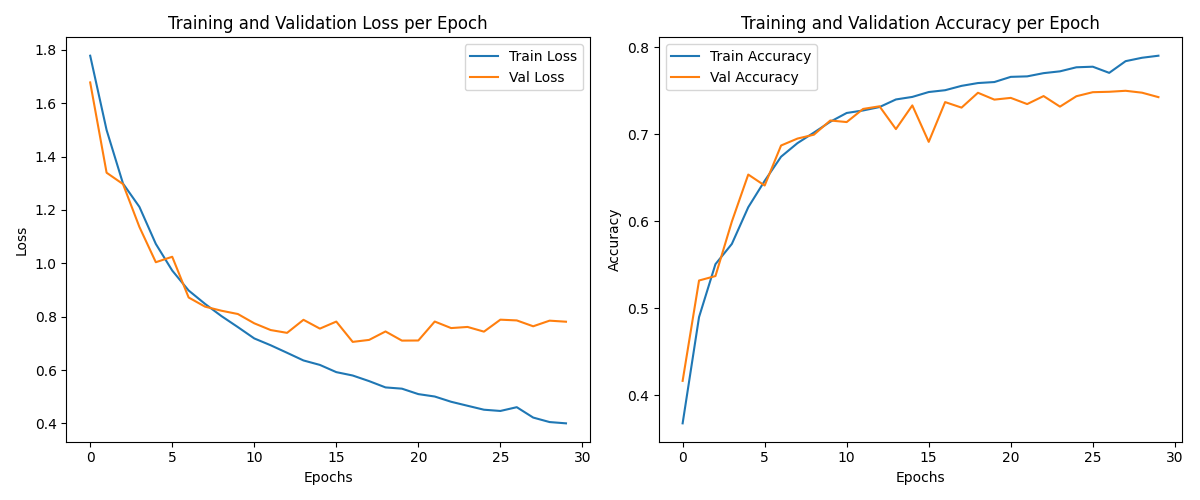 Training and Validation Loss per Epoch
Train Loss
Val Loss
1.8
1.6
1.4
1.2
1.0
0.8
0.6
0.4
Loss
0 5 10 15 20 25 30
Epochs
Training and Validation Accuracy per Epoch
Train Accuracy
Val Accuracy
0.8
0.7
0.6
0.5
0.4
Accuracy
0 5 10 15 20 25 30
Epochs